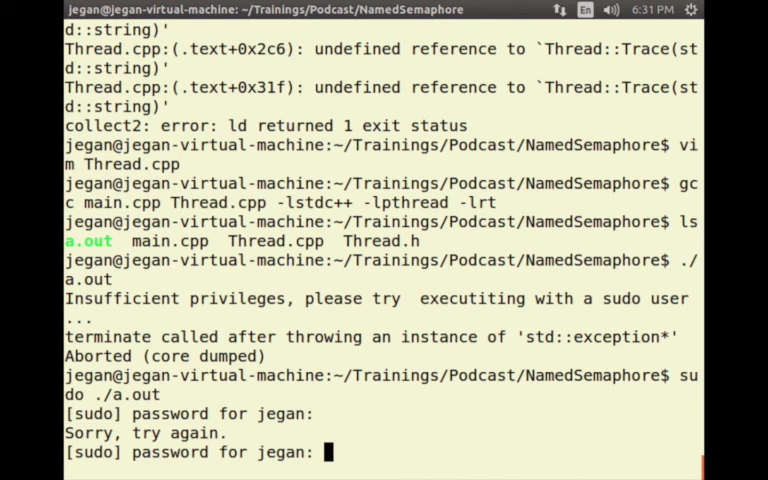 jegan@jegan-virtual-machine: ~/Trainings/Podcast/NamedSemaphore En 6:31 PM
d::string)'
Thread.cpp:(.text+0x2c6): undefined reference to `Thread::Trace(st
d::string)'
Thread.cpp:(.text+0x31f): undefined reference to `Thread::Trace(st
d::string)'
collect2: error: ld returned 1 exit status
jegan@jegan-virtual-machine:~/Trainings/Podcast/NamedSemaphore$ vi
m Thread.cpp
jegan@jegan-virtual-machine:~/Trainings/Podcast/NamedSemaphore$ gc
c main.cpp Thread.cpp -lstdc++ -lpthread -lrt
jegan@jegan-virtual-machine:~/Trainings/Podcast/NamedSemaphore$ ls
a.out  main.cpp  Thread.cpp  Thread.h
jegan@jegan-virtual-machine:~/Trainings/Podcast/NamedSemaphore$ ./
a.out
Insufficient privileges, please try  executiting with a sudo user
...
terminate called after throwing an instance of 'std::exception*'
Aborted (core dumped)
jegan@jegan-virtual-machine:~/Trainings/Podcast/NamedSemaphore$ su
do ./a.out
[sudo] password for jegan:
Sorry, try again.
[sudo] password for jegan: